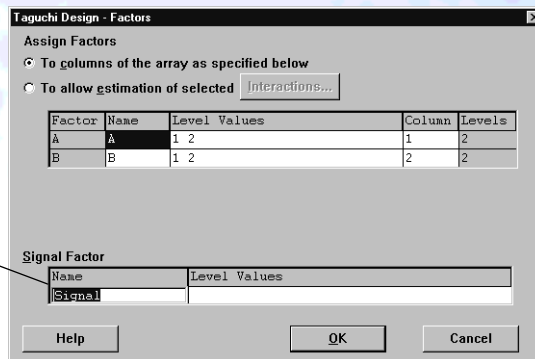 Taguchi Design - Factors
Assign Factors
To columns of the array as specified below
To allow estimation of selected Interactions...
Factor Name Level Values Column Levels
A A 1 2 1 2
B B 1 2 2 2
Signal Factor
Name Level Values
Signal
Help OK Cancel